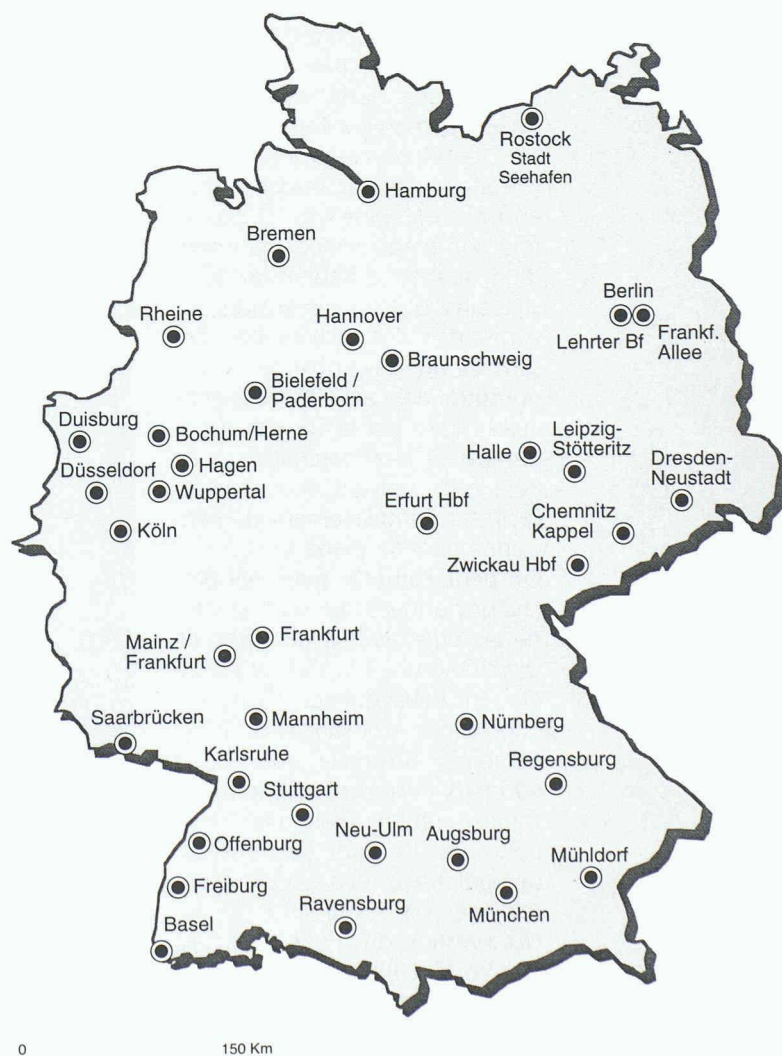 Rostock
Stadt
Seehafen
Hamburg
Bremen
Berlin
Rheine
Hannover
Lehrter Bf
Frankf.
Allee
Braunschweig
Bielefeld /
Paderborn
Duisburg
Bochum/Herne
Halle
Leipzig-
Stötteritz
Hagen
Düsseldorf
Wuppertal
Dresden-
Neustadt
Erfurt Hbf
Chemnitz
Kappel
Köln
Zwickau Hbf
Frankfurt
Mainz /
Frankfurt
Saarbrücken
Mannheim
Nürnberg
Karlsruhe
Regensburg
Stuttgart
Neu-Ulm
Augsburg
Offenburg
Mühldorf
Freiburg
Ravensburg
München
Basel
0
150 Km